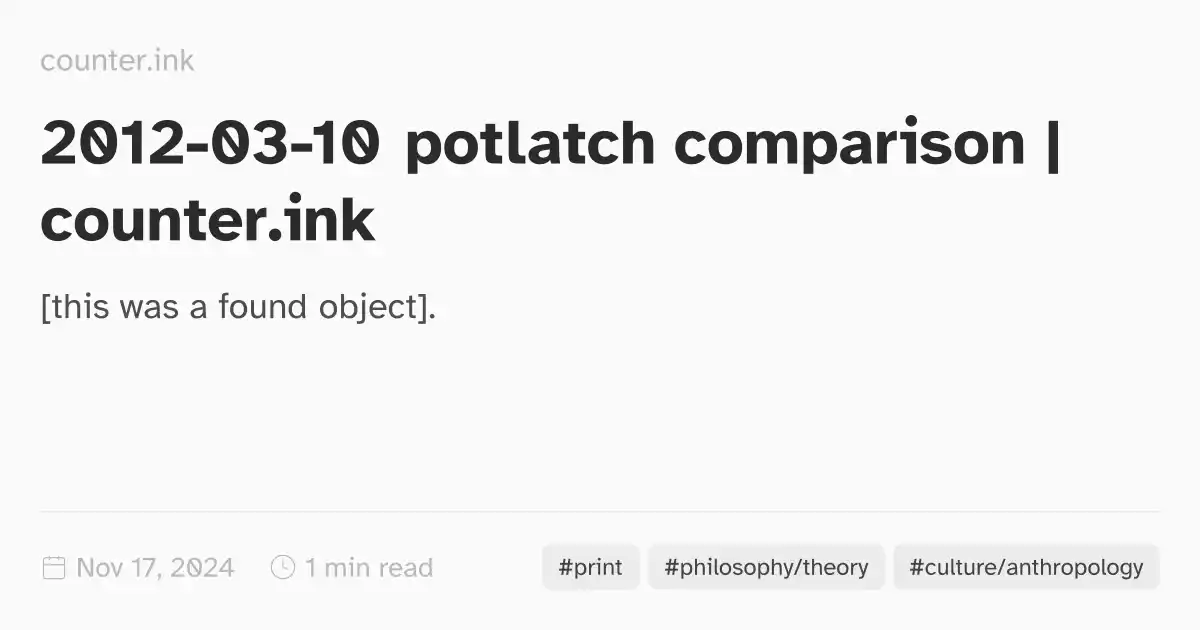 counter.ink
2012-03-10 potlatch comparison |
counter.ink
[this was a found object].
Nov 17, 2024 1 min read #print #philosophy/theory #culture/anthropology